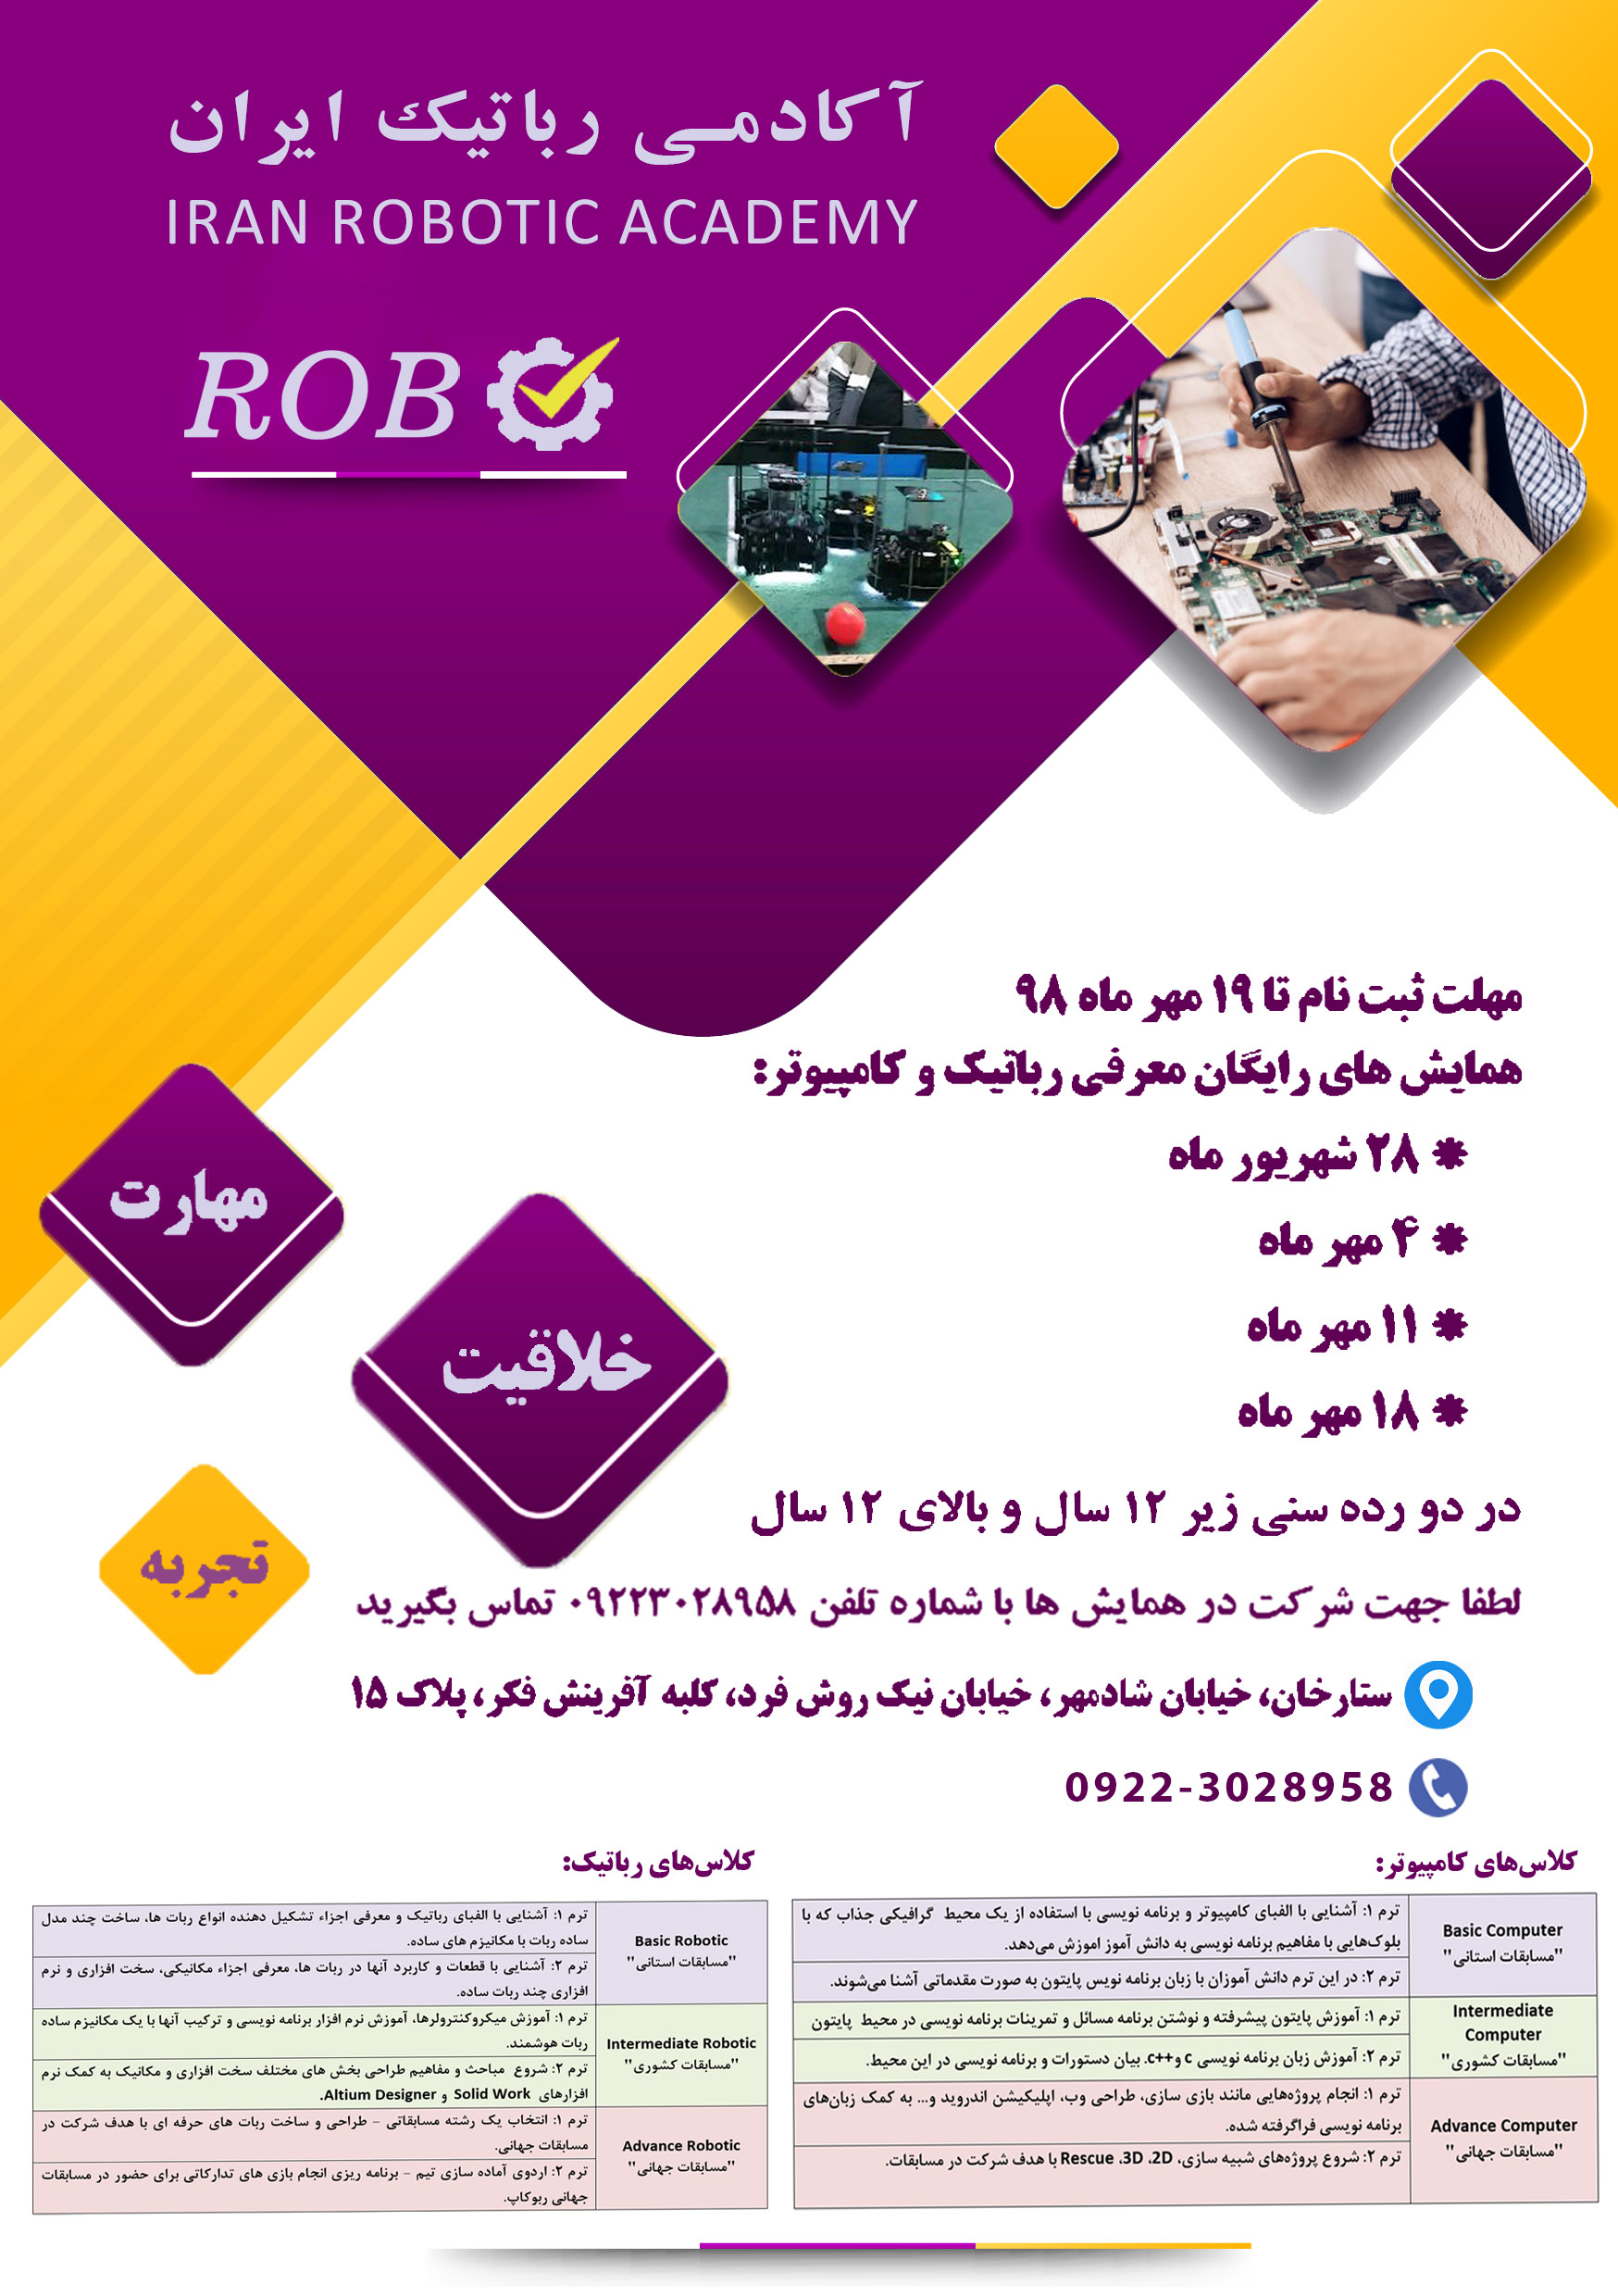 آکادمی رباتیک ایران
IRAN ROBOTIC ACADEMY
ROB
مهلت ثبت نام تا ۱۹ مهر ماه ۹۸
همایش های رایگان معرفی رباتیک و کامپیوتر:
* ۲۸ شهریور ماه
* ۴ مهر ماه
* ۱۱ مهر ماه
* ۱۸ مهر ماه
مهارت
خلاقیت
تجربه
در دو رده سنی زیر ۱۲ سال و بالای ۱۲ سال
لطفا جهت شرکت در همایش ها با شماره تلفن ۰۹۲۲۳۰۲۸۹۵۸ تماس بگیرید
ستارخان، خیابان شادمهر، خیابان نیک روش فرد، کلبه آفرینش فکر، پلاک ۱۵
0922-3028958
کلاس‌های کامپیوتر:
Basic Computer
"مسابقات استانی"
ترم ۱: آشنایی با الفبای کامپیوتر و برنامه نویسی با استفاده از یک محیط گرافیکی جذاب که با
بلوک‌هایی با مفاهیم برنامه نویسی به دانش آموز اموزش می‌دهد.
ترم ۲: در این ترم دانش آموزان با زبان برنامه نویس پایتون به صورت مقدماتی آشنا می‌شوند.
Intermediate
Computer
"مسابقات کشوری"
ترم ۱: آموزش پایتون پیشرفته و نوشتن برنامه مسائل و تمرینات برنامه نویسی در محیط پایتون
ترم ۲: آموزش زبان برنامه نویسی c و c++. بیان دستورات و برنامه نویسی در این محیط.
Advance Computer
"مسابقات جهانی"
ترم ۱: انجام پروژه‌هایی مانند بازی سازی، طراحی وب، اپلیکیشن اندروید و... به کمک زبان‌های
برنامه نویسی فراگرفته شده.
ترم ۲: شروع پروژه‌های شبیه سازی، 2D، 3D، Rescue با هدف شرکت در مسابقات.
کلاس‌های رباتیک:
Basic Robotic
"مسابقات استانی"
ترم ۱: آشنایی با الفبای رباتیک و معرفی اجزاء تشکیل دهنده انواع ربات ها، ساخت چند مدل
ساده ربات با مکانیزم های ساده.
ترم ۲: آشنایی با قطعات و کاربرد آنها در ربات ها، معرفی اجزاء مکانیکی، سخت افزاری و نرم
افزاری چند ربات ساده.
Intermediate Robotic
"مسابقات کشوری"
ترم ۱: آموزش میکروکنترولرها، آموزش نرم افزار برنامه نویسی و ترکیب آنها با یک مکانیزم ساده
ربات هوشمند.
ترم ۲: شروع مباحث و مفاهیم طراحی بخش های مختلف سخت افزاری و مکانیک به کمک نرم
افزارهای Solid Work و Altium Designer.
Advance Robotic
"مسابقات جهانی"
ترم ۱: انتخاب یک رشته مسابقاتی – طراحی و ساخت ربات های حرفه ای با هدف شرکت در
مسابقات جهانی.
ترم ۲: اردوی آماده سازی تیم – برنامه ریزی انجام بازی های تدارکاتی برای حضور در مسابقات
جهانی ربوکاپ.